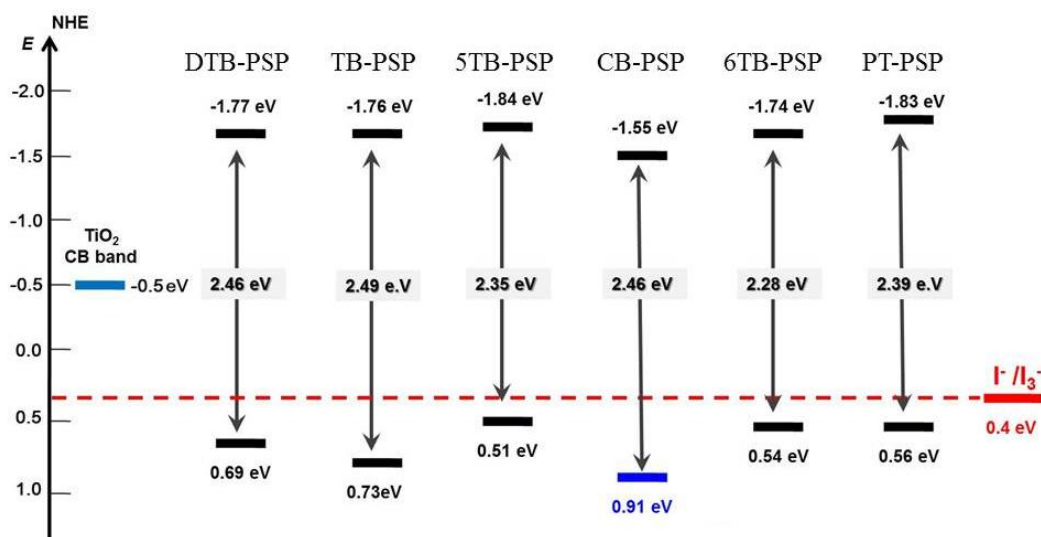 NHE
E
DTB-PSP
TB-PSP
5TB-PSP
CB-PSP
6TB-PSP
PT-PSP
-2.0
-1.77 eV
-1.76 eV
-1.84 eV
-1.55 eV
-1.74 eV
-1.83 eV
-1.5
-1.0
TiO₂
CB band
-0.5
-0.5 eV
2.46 eV
2.49 e.V
2.35 eV
2.46 eV
2.28 eV
2.39 e.V
0.0
I⁻ /I₃⁻
0.4 eV
0.5
0.69 eV
0.73eV
0.51 eV
0.91 eV
0.54 eV
0.56 eV
1.0